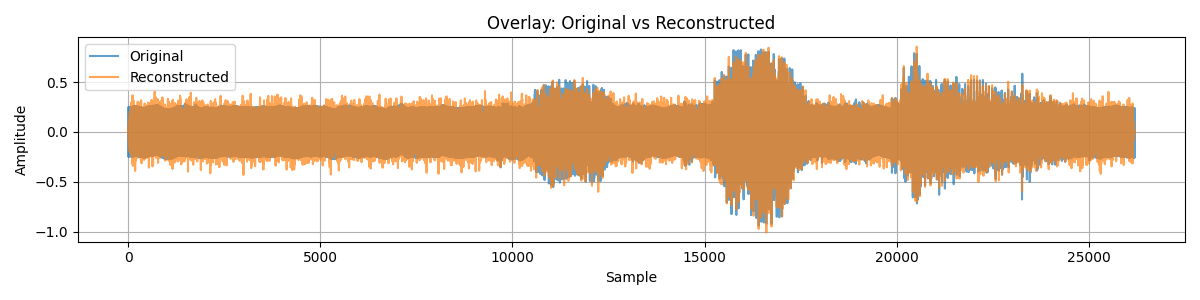 Overlay: Original vs Reconstructed
Original
Reconstructed
Amplitude
0.5
0.0
−0.5
−1.0
0 5000 10000 15000 20000 25000
Sample